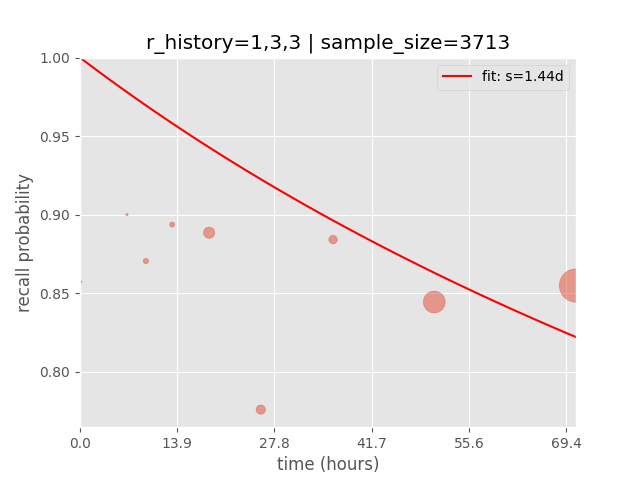 r_history=1,3,3 | sample_size=3713
fit: s=1.44d
recall probability
1.00
0.95
0.90
0.85
0.80
0.0 13.9 27.8 41.7 55.6 69.4
time (hours)